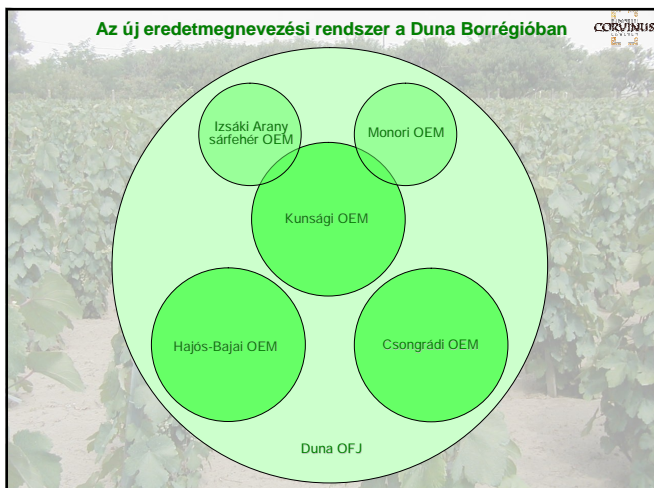 Az új eredetmegnevezési rendszer a Duna Borrégióban
CORVINUS
Izsáki Arany
sárfehér OEM
Monori OEM
Kunsági OEM
Hajós-Bajai OEM
Csongrádi OEM
Duna OFJ